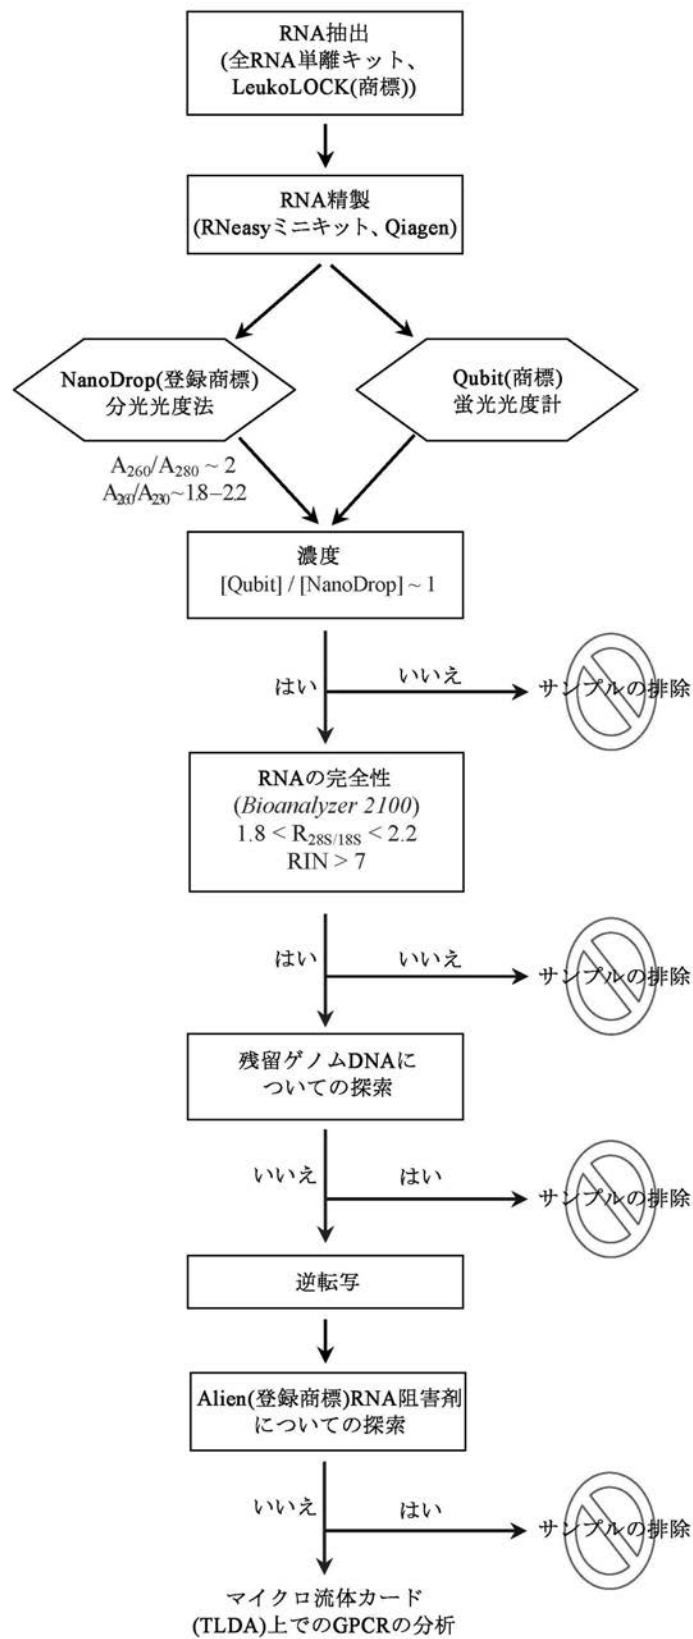 RNA抽出
(全RNA単離キット、
LeukoLOCK(商標))
RNA精製
(RNeasyミニキット、Qiagen)
NanoDrop(登録商標)
分光光度法
Qubit(商標)
蛍光光度計
A260/A280 ~ 2
A260/A230~1.8–2.2
濃度
[Qubit] / [NanoDrop] ~ 1
はい
いいえ
サンプルの排除
RNAの完全性
(Bioanalyzer 2100)
1.8 < R28S/18S < 2.2
RIN > 7
はい
いいえ
サンプルの排除
残留ゲノムDNAに
ついての探索
いいえ
はい
サンプルの排除
逆転写
Alien(登録商標)RNA阻害剤
についての探索
いいえ
はい
サンプルの排除
マイクロ流体カード
(TLDA)上でのGPCRの分析